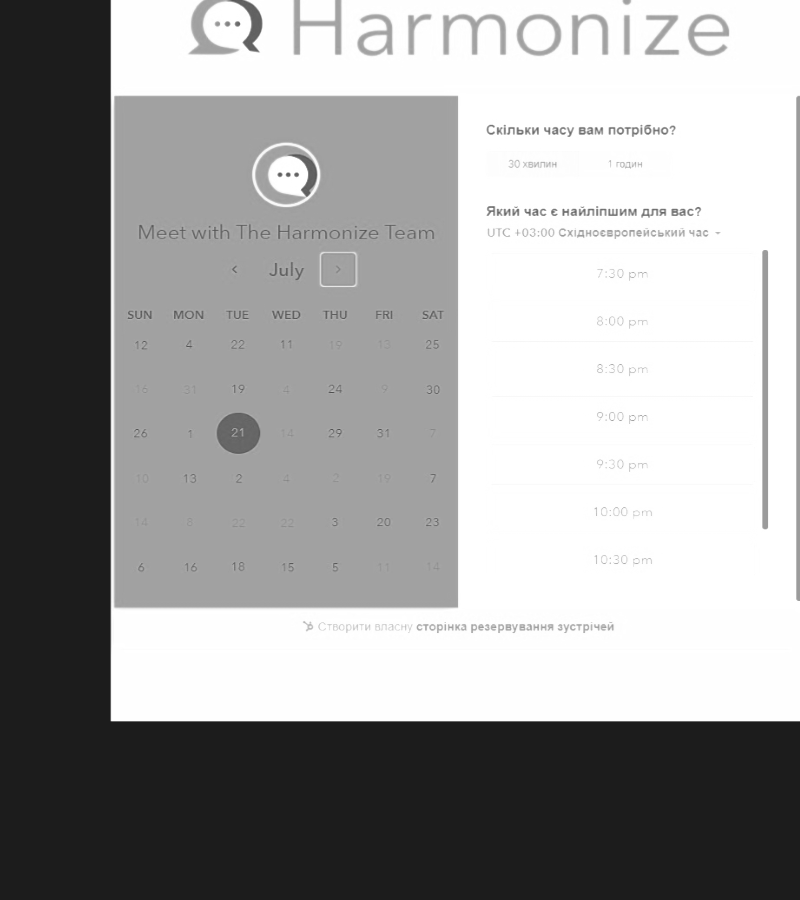 Harmonize
Meet with The Harmonize Team
July
SUN MON TUE WED THU FRI SAT
12 4 22 11 19 13 25
16 31 19 4 24 9 30
26 1 21 14 29 31 7
10 13 2 4 2 19 7
14 8 22 22 3 20 23
6 16 18 15 5 11 14
Скільки часу вам потрібно?
30 хвилин 1 годин
Який час є найліпшим для вас?
UTC +03:00 Східноєвропейський час
7:30 pm
8:00 pm
8:30 pm
9:00 pm
9:30 pm
10:00 pm
10:30 pm
Створити власну сторінка резервування зустрічей